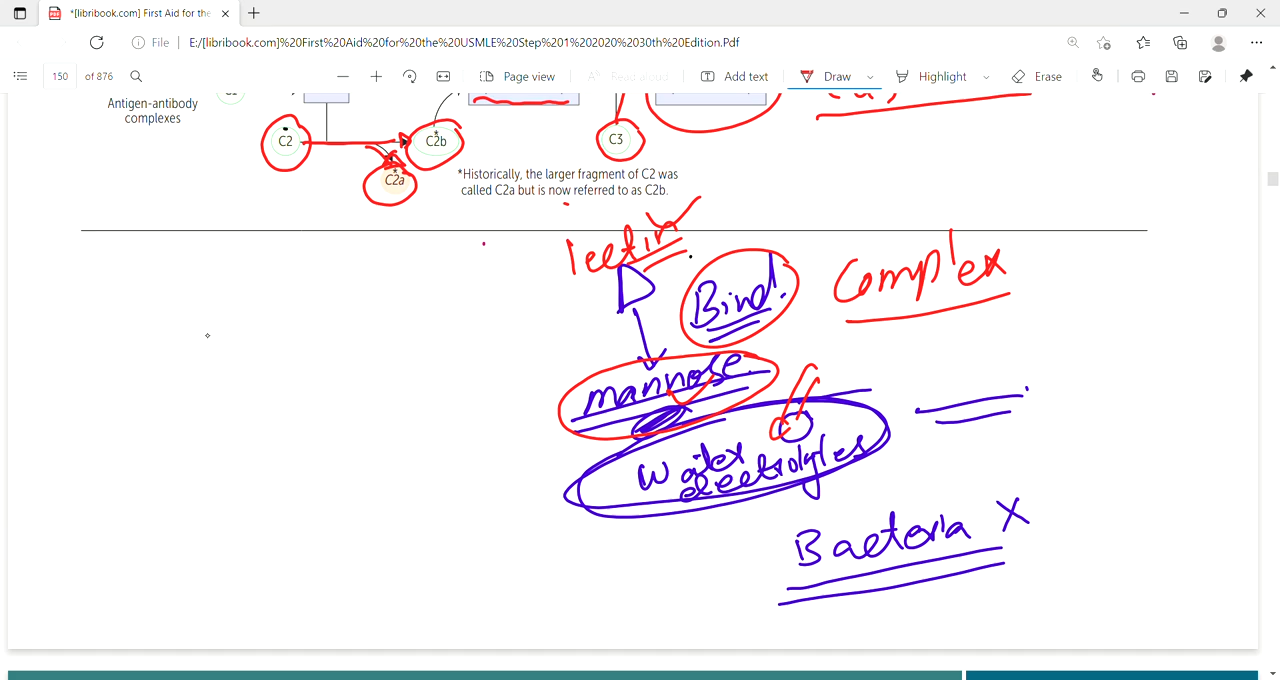 *[libribook.com] First Aid for the
File E:/[libribook.com]%20First%20Aid%20for%20the%20USMLE%20Step%201%202020%2030th%20Edition.Pdf
150 of 876 Page view Read aloud Add text Draw Highlight Erase
Antigen-antibody
complexes
C2
C2b
*
C3
C2a
*
*Historically, the larger fragment of C2 was
called C2a but is now referred to as C2b.
lectin
Complex
Bind.
mannose.
Water
electrolytes
Bacteria X